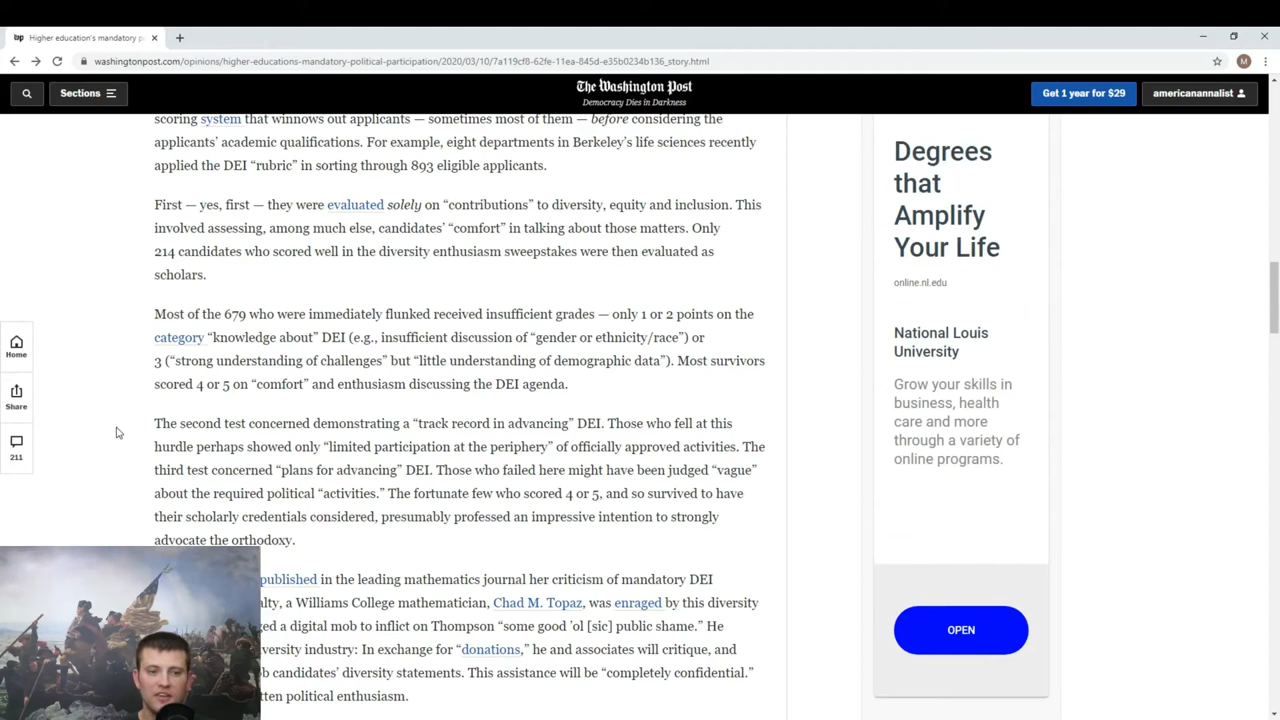 Higher education's mandatory p
washingtonpost.com/opinions/higher-educations-mandatory-political-participation/2020/03/10/7a119cf8-62fe-11ea-845d-e35b0234b136_story.html
M
Sections
The Washington Post
Democracy Dies in Darkness
Get 1 year for $29
americanannalist
scoring system that winnows out applicants — sometimes most of them — before considering the
applicants’ academic qualifications. For example, eight departments in Berkeley’s life sciences recently
applied the DEI “rubric” in sorting through 893 eligible applicants.
First — yes, first — they were evaluated solely on “contributions” to diversity, equity and inclusion. This
involved assessing, among much else, candidates’ “comfort” in talking about those matters. Only
214 candidates who scored well in the diversity enthusiasm sweepstakes were then evaluated as
scholars.
Most of the 679 who were immediately flunked received insufficient grades — only 1 or 2 points on the
category “knowledge about” DEI (e.g., insufficient discussion of “gender or ethnicity/race”) or
3 (“strong understanding of challenges” but “little understanding of demographic data”). Most survivors
scored 4 or 5 on “comfort” and enthusiasm discussing the DEI agenda.
The second test concerned demonstrating a “track record in advancing” DEI. Those who fell at this
hurdle perhaps showed only “limited participation at the periphery” of officially approved activities. The
third test concerned “plans for advancing” DEI. Those who failed here might have been judged “vague”
about the required political “activities.” The fortunate few who scored 4 or 5, and so survived to have
their scholarly credentials considered, presumably professed an impressive intention to strongly
advocate the orthodoxy.
published in the leading mathematics journal her criticism of mandatory DEI
alty, a Williams College mathematician, Chad M. Topaz, was enraged by this diversity
ged a digital mob to inflict on Thompson “some good ’ol [sic] public shame.” He
versity industry: In exchange for “donations,” he and associates will critique, and
b candidates’ diversity statements. This assistance will be “completely confidential.”
tten political enthusiasm.
Home
Share
211
Degrees
that
Amplify
Your Life
online.nl.edu
National Louis
University
Grow your skills in
business, health
care and more
through a variety of
online programs.
OPEN